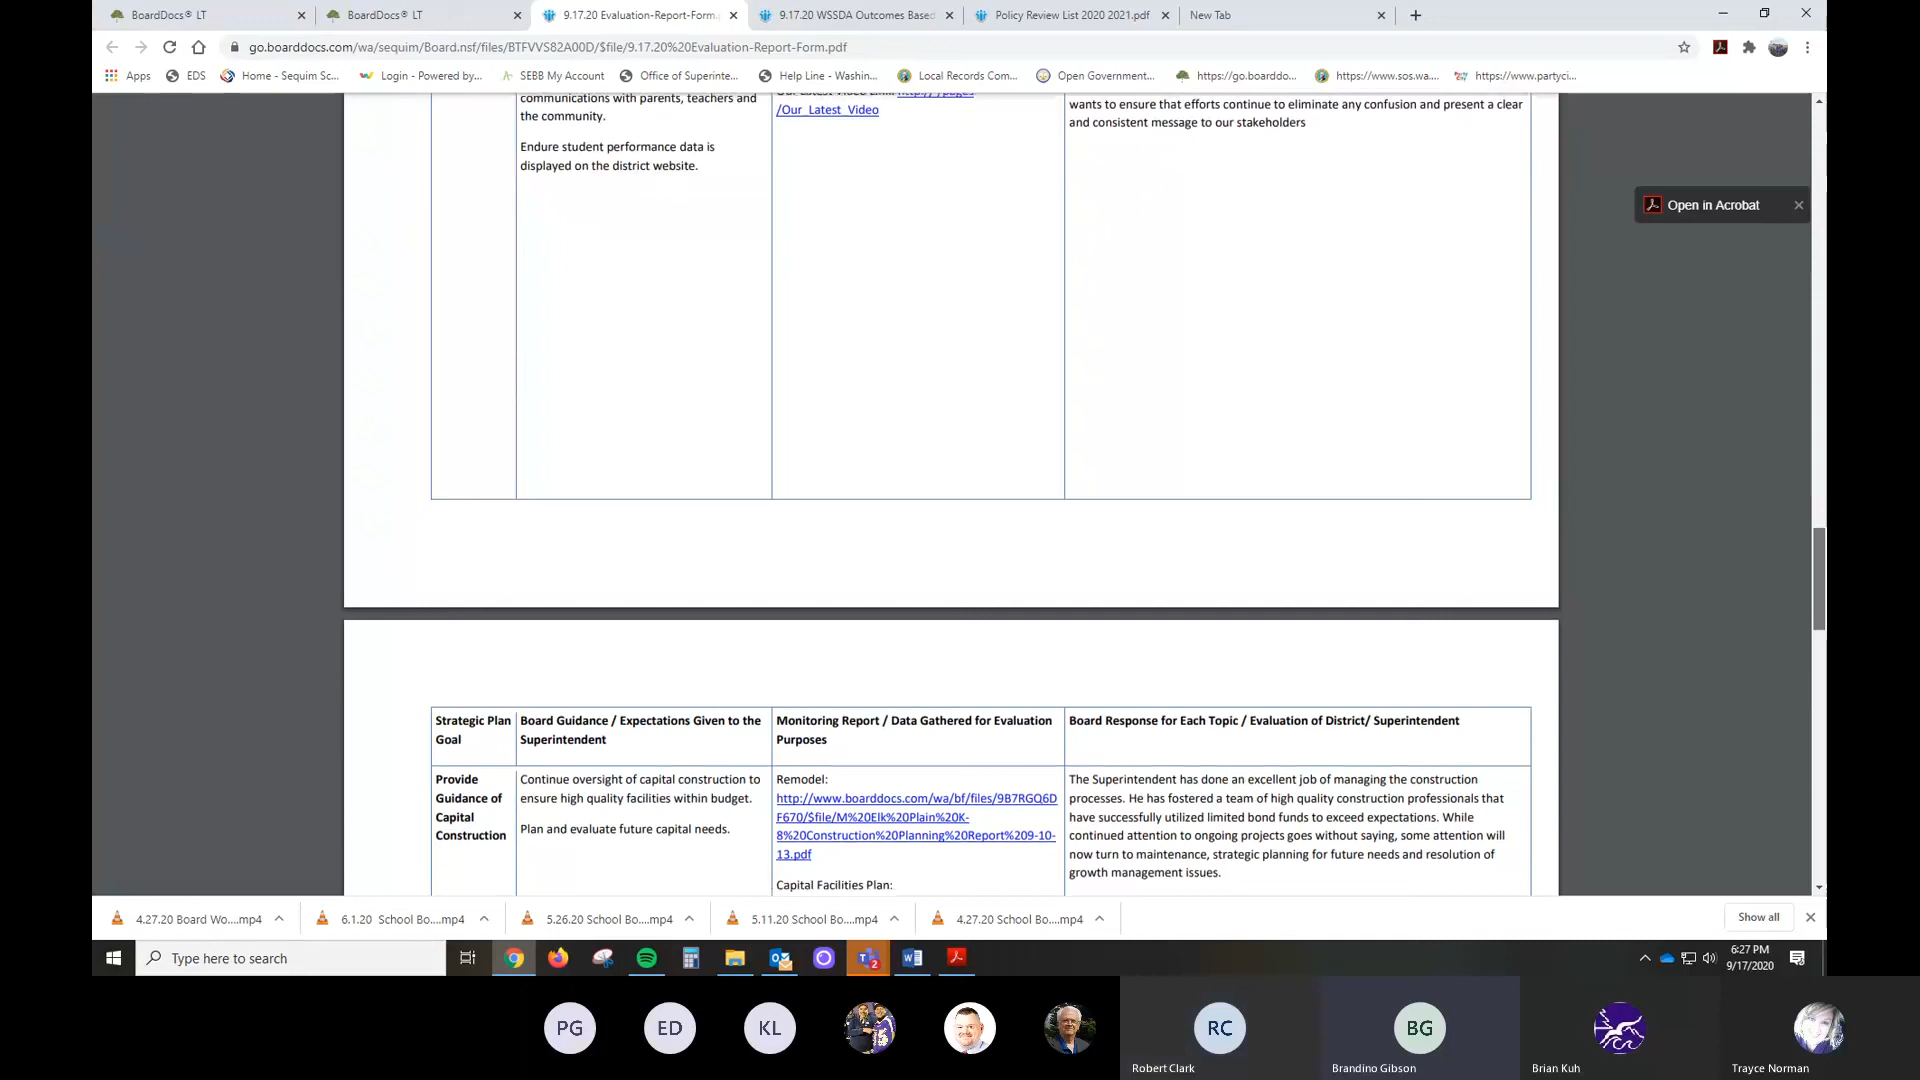 BoardDocs® LT
BoardDocs® LT
9.17.20 Evaluation-Report-Form.
9.17.20 WSSDA Outcomes Based
Policy Review List 2020 2021.pdf
New Tab
go.boarddocs.com/wa/sequim/Board.nsf/files/BTFVVS82A00D/$file/9.17.20%20Evaluation-Report-Form.pdf
Apps
EDS
Home - Sequim Sc...
Login - Powered by...
SEBB My Account
Office of Superinte...
Help Line - Washin...
Local Records Com...
Open Government...
https://go.boarddo...
https://www.sos.wa....
https://www.partyci...
communications with parents, teachers and
the community.
Endure student performance data is
displayed on the district website.
/Our_Latest_Video
wants to ensure that efforts continue to eliminate any confusion and present a clear
and consistent message to our stakeholders
Open in Acrobat
Strategic Plan
Goal
Board Guidance / Expectations Given to the
Superintendent
Monitoring Report / Data Gathered for Evaluation
Purposes
Board Response for Each Topic / Evaluation of District/ Superintendent
Provide
Guidance of
Capital
Construction
Continue oversight of capital construction to
ensure high quality facilities within budget.
Plan and evaluate future capital needs.
Remodel:
http://www.boarddocs.com/wa/bf/files/9B7RGQ6D
F670/$file/M%20Elk%20Plain%20K-
8%20Construction%20Planning%20Report%209-10-
13.pdf
Capital Facilities Plan:
The Superintendent has done an excellent job of managing the construction
processes. He has fostered a team of high quality construction professionals that
have successfully utilized limited bond funds to exceed expectations. While
continued attention to ongoing projects goes without saying, some attention will
now turn to maintenance, strategic planning for future needs and resolution of
growth management issues.
4.27.20 Board Wo....mp4
6.1.20 School Bo....mp4
5.26.20 School Bo....mp4
5.11.20 School Bo....mp4
4.27.20 School Bo....mp4
Show all
Type here to search
2
6:27 PM
9/17/2020
PG
ED
KL
RC
BG
Robert Clark
Brandino Gibson
Brian Kuh
Trayce Norman